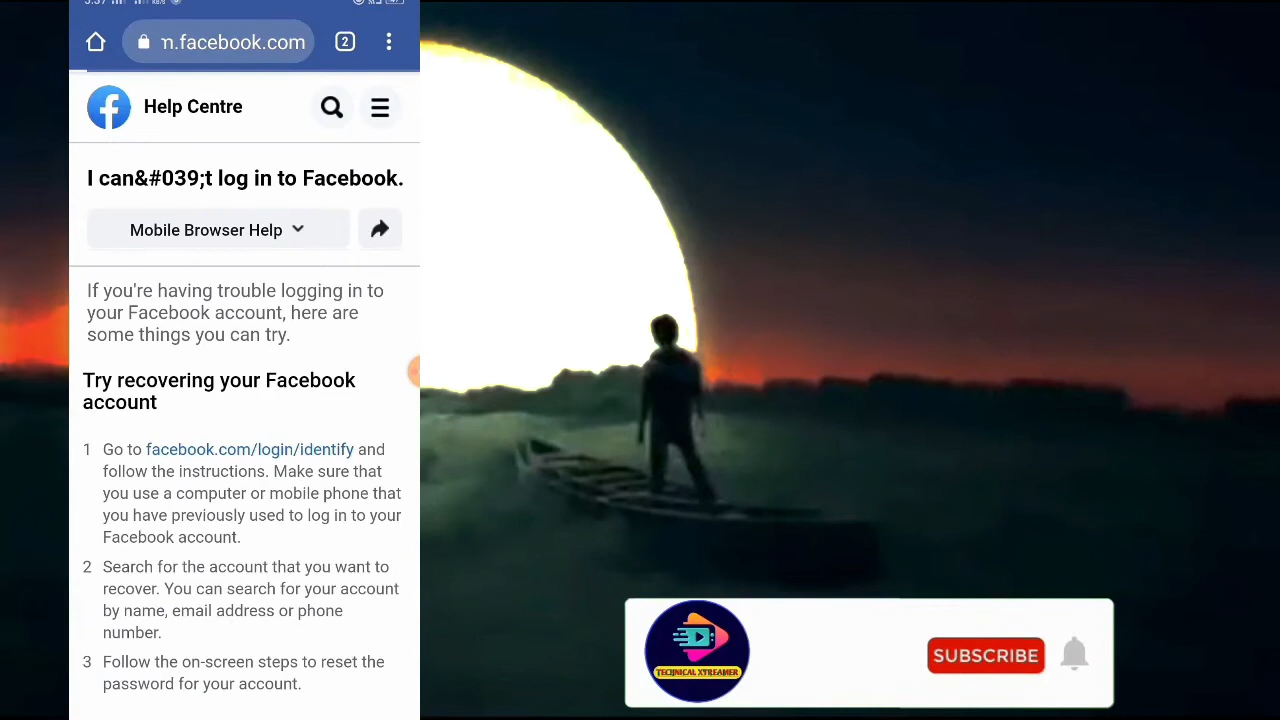 m.facebook.com
2
Help Centre
I can&#039;t log in to Facebook.
Mobile Browser Help
If you're having trouble logging in to
your Facebook account, here are
some things you can try.
Try recovering your Facebook
account
1 Go to facebook.com/login/identify and
follow the instructions. Make sure that
you use a computer or mobile phone that
you have previously used to log in to your
Facebook account.
2 Search for the account that you want to
recover. You can search for your account
by name, email address or phone
number.
3 Follow the on-screen steps to reset the
password for your account.
TECHNICAL XTREAMER
SUBSCRIBE